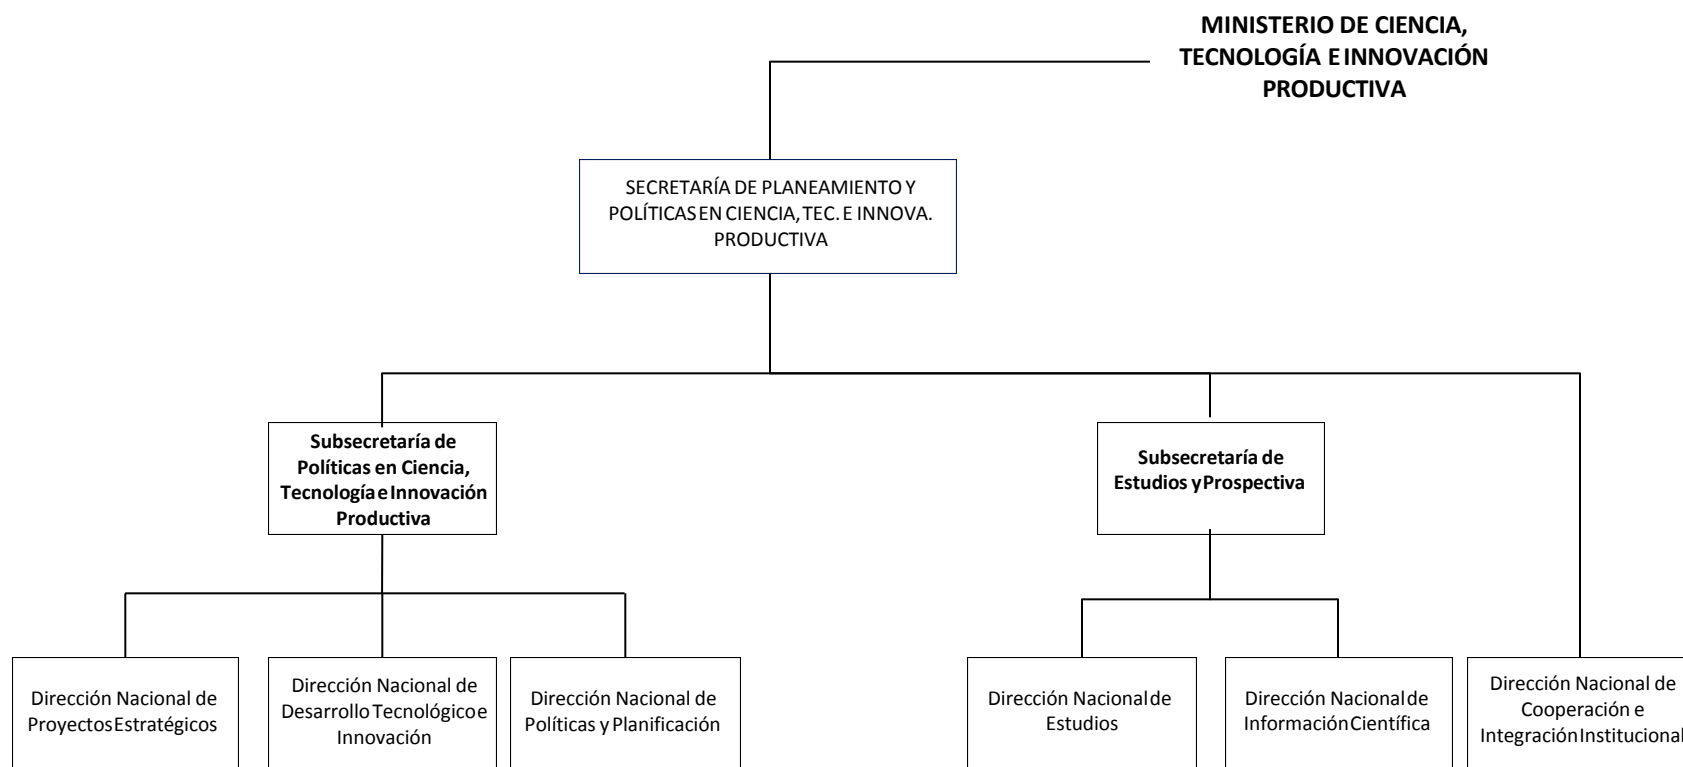 MINISTERIO DE CIENCIA,
TECNOLOGÍA E INNOVACIÓN
PRODUCTIVA
SECRETARÍA DE PLANEAMIENTO Y
POLÍTICAS EN CIENCIA, TEC. E INNOVA.
PRODUCTIVA
Subsecretaría de
Políticas en Ciencia,
Tecnología e Innovación
Productiva
Subsecretaría de
Estudios y Prospectiva
Dirección Nacional de
Proyectos Estratégicos
Dirección Nacional de
Desarrollo Tecnológico e
Innovación
Dirección Nacional de
Políticas y Planificación
Dirección Nacional de
Estudios
Dirección Nacional de
Información Científica
Dirección Nacional de
Cooperación e
Integración Institucional